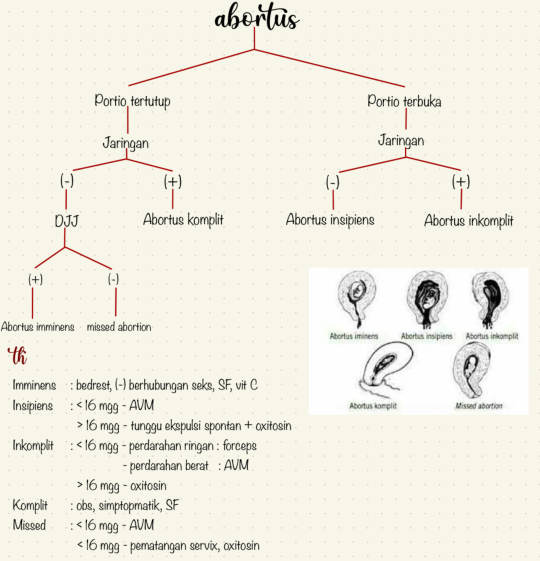 abortus
Portio tertutup
Portio terbuka
Jaringan
Jaringan
(-)
(+)
(-)
(+)
DJJ
Abortus komplit
Abortus insipiens
Abortus inkomplit
(+)
(-)
Abortus imminens
missed abortion
Abortus iminens
Abortus insipiens
Abortus inkomplit
Abortus komplit
Missed abortion
th
Imminens : bedrest, (-) berhubungan seks, SF, vit C
Insipiens : < 16 mgg - AVM
> 16 mgg - tunggu ekspulsi spontan + oxitosin
Inkomplit : < 16 mgg - perdarahan ringan : forceps
- perdarahan berat : AVM
> 16 mgg - oxitosin
Komplit : obs, simptopmatik, SF
Missed : < 16 mgg - AVM
< 16 mgg - pematangan servix, oxitosin